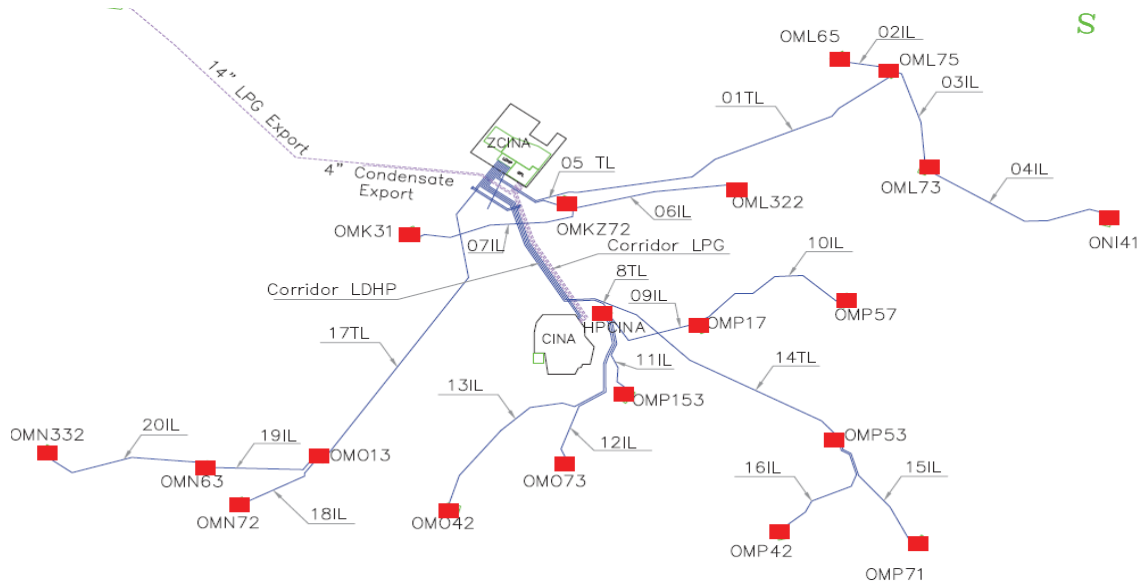 S
OML65
02IL
OML75
03IL
14" LPG Export
01TL
ZCINA
4" Condensate
Export
05 TL
OML73
04IL
06IL
OML322
OMKZ72
ONI41
OMK31
07IL
Corridor LPG
10IL
8TL
Corridor LDHP
09IL
OMP57
OMP17
HPCINA
CINA
17TL
11IL
14TL
13IL
OMP153
20IL
OMN332
19IL
12IL
OMP53
OMO13
OMN63
OMO73
16IL
15IL
OMN72
18IL
OMO42
OMP42
OMP71